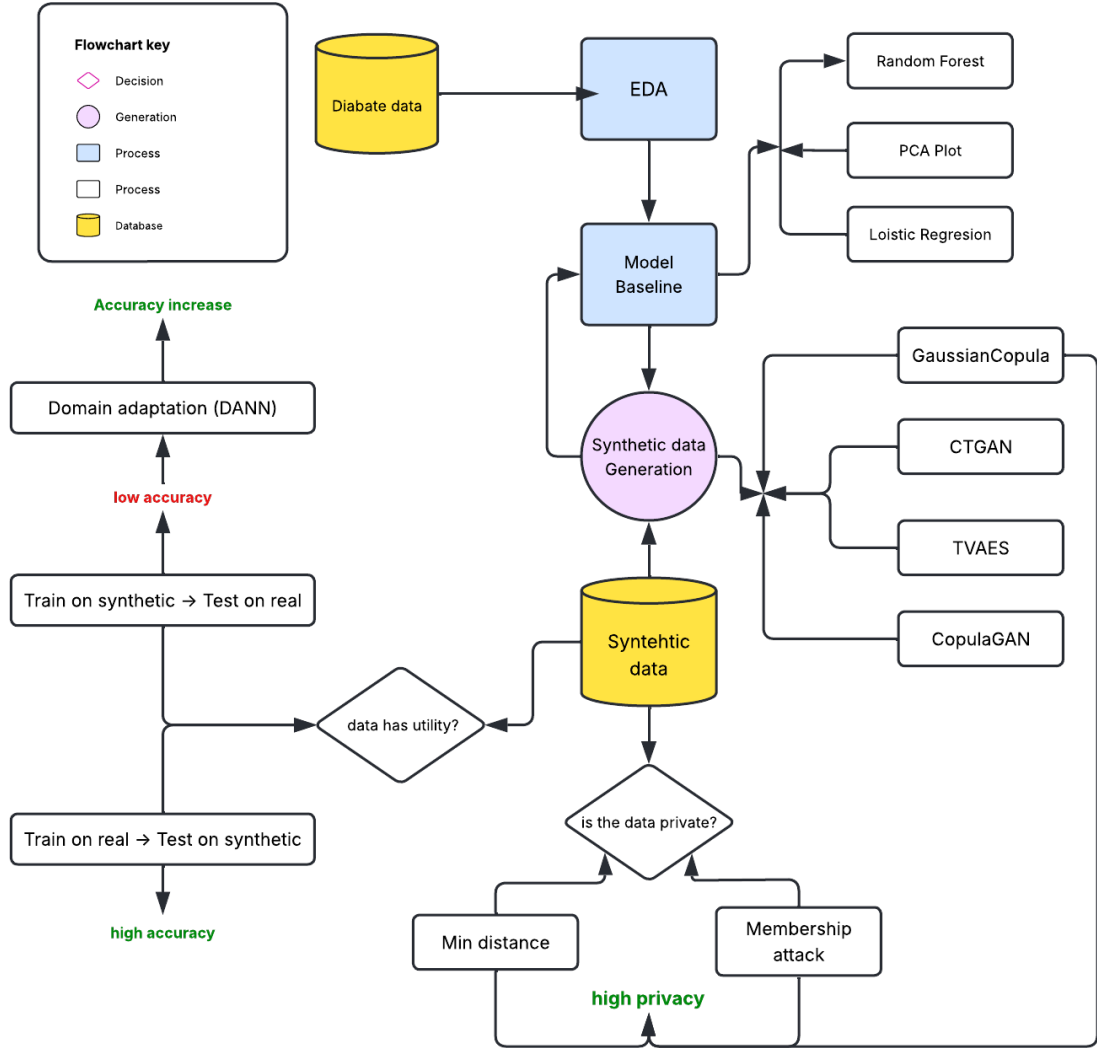 Flowchart key
Decision
Generation
Process
Process
Database
Diabate data
EDA
Random Forest
PCA Plot
Loistic Regresion
Model
Baseline
Accuracy increase
Domain adaptation (DANN)
low accuracy
Train on synthetic → Test on real
Synthetic data
Generation
GaussianCopula
CTGAN
TVAES
CopulaGAN
Syntehtic
data
data has utility?
Train on real → Test on synthetic
high accuracy
is the data private?
Min distance
Membership
attack
high privacy